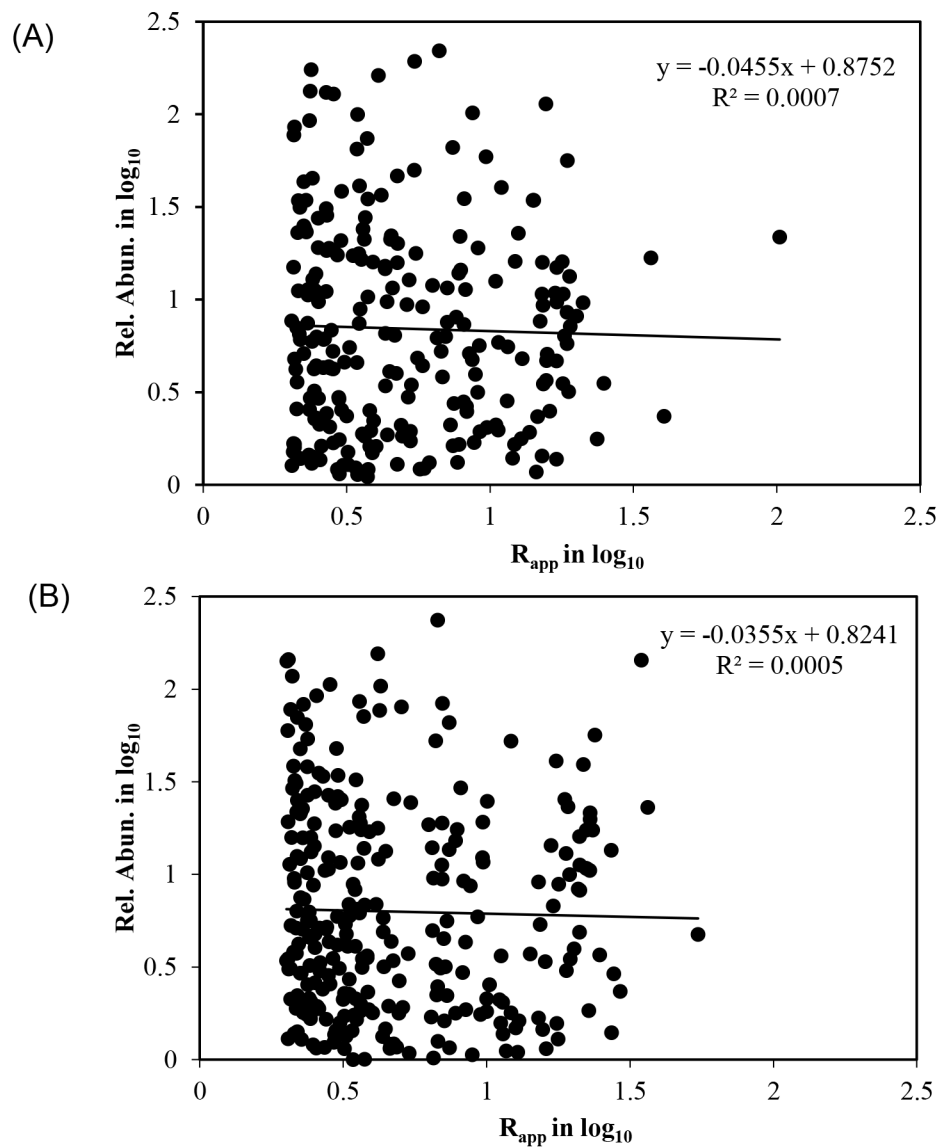 (A)
y = -0.0455x + 0.8752
R² = 0.0007
Rel. Abun. in log₁₀
2.5
2
1.5
1
0.5
0
0 0.5 1 1.5 2 2.5
R_app in log₁₀
(B)
y = -0.0355x + 0.8241
R² = 0.0005
Rel. Abun. in log₁₀
2.5
2
1.5
1
0.5
0
0 0.5 1 1.5 2 2.5
R_app in log₁₀